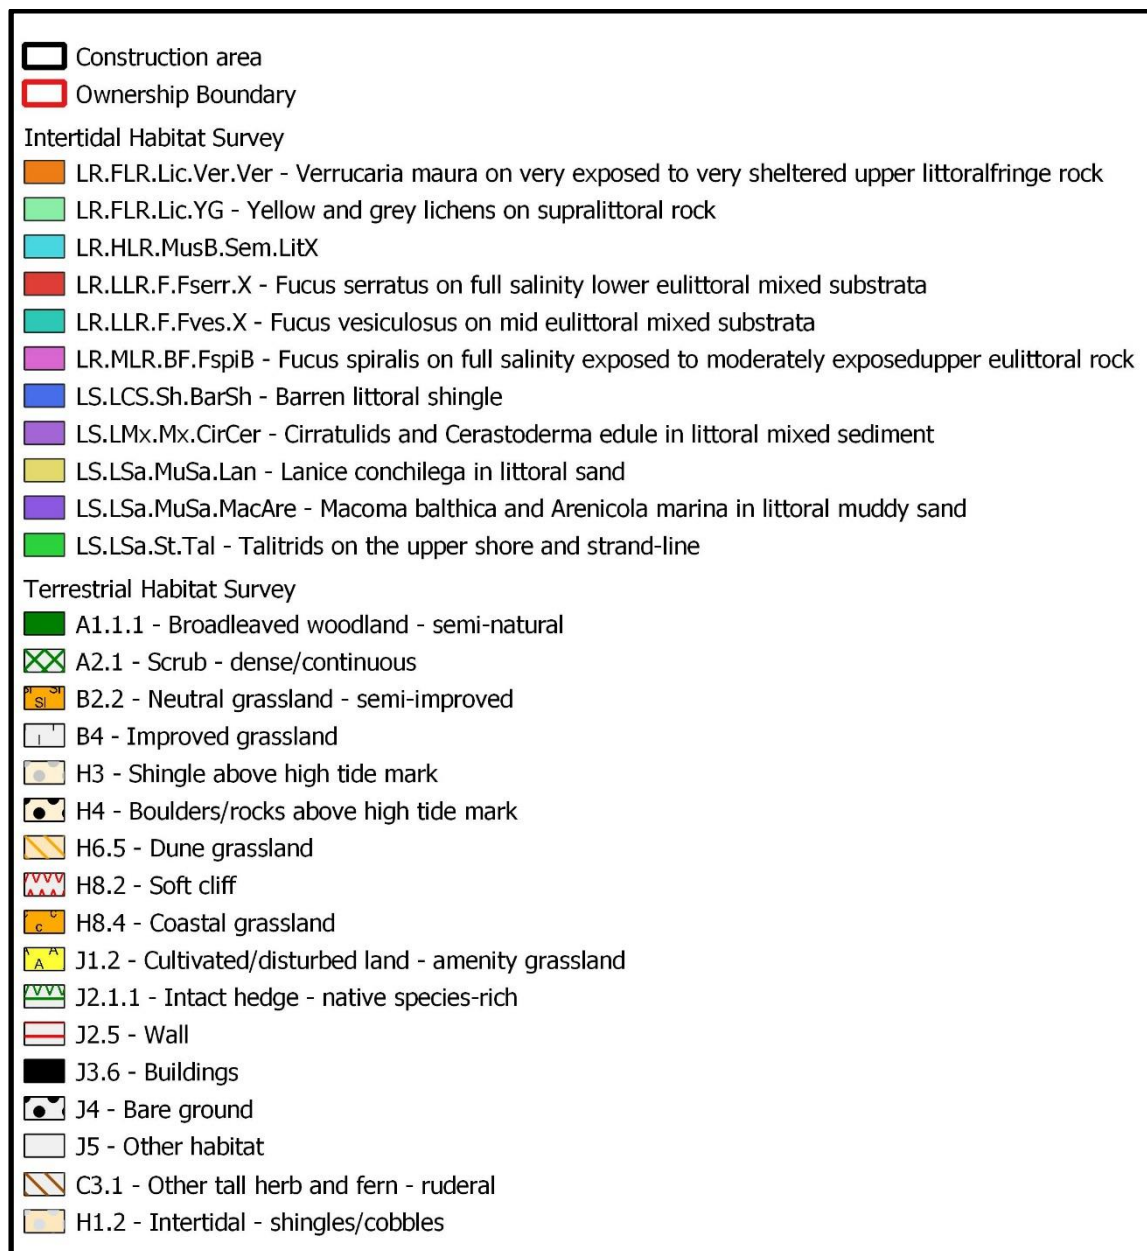 Construction area
Ownership Boundary
Intertidal Habitat Survey
LR.FLR.Lic.Ver.Ver - Verrucaria maura on very exposed to very sheltered upper littoralfringe rock
LR.FLR.Lic.YG - Yellow and grey lichens on supralittoral rock
LR.HLR.MusB.Sem.LitX
LR.LLR.F.Fserr.X - Fucus serratus on full salinity lower eulittoral mixed substrata
LR.LLR.F.Fves.X - Fucus vesiculosus on mid eulittoral mixed substrata
LR.MLR.BF.FspiB - Fucus spiralis on full salinity exposed to moderately exposedupper eulittoral rock
LS.LCS.Sh.BarSh - Barren littoral shingle
LS.LMx.Mx.CirCer - Cirratulids and Cerastoderma edule in littoral mixed sediment
LS.LSa.MuSa.Lan - Lanice conchilega in littoral sand
LS.LSa.MuSa.MacAre - Macoma balthica and Arenicola marina in littoral muddy sand
LS.LSa.St.Tal - Talitrids on the upper shore and strand-line
Terrestrial Habitat Survey
A1.1.1 - Broadleaved woodland - semi-natural
A2.1 - Scrub - dense/continuous
SI B2.2 - Neutral grassland - semi-improved
I B4 - Improved grassland
H3 - Shingle above high tide mark
H4 - Boulders/rocks above high tide mark
H6.5 - Dune grassland
H8.2 - Soft cliff
c H8.4 - Coastal grassland
A J1.2 - Cultivated/disturbed land - amenity grassland
J2.1.1 - Intact hedge - native species-rich
J2.5 - Wall
J3.6 - Buildings
J4 - Bare ground
J5 - Other habitat
C3.1 - Other tall herb and fern - ruderal
H1.2 - Intertidal - shingles/cobbles